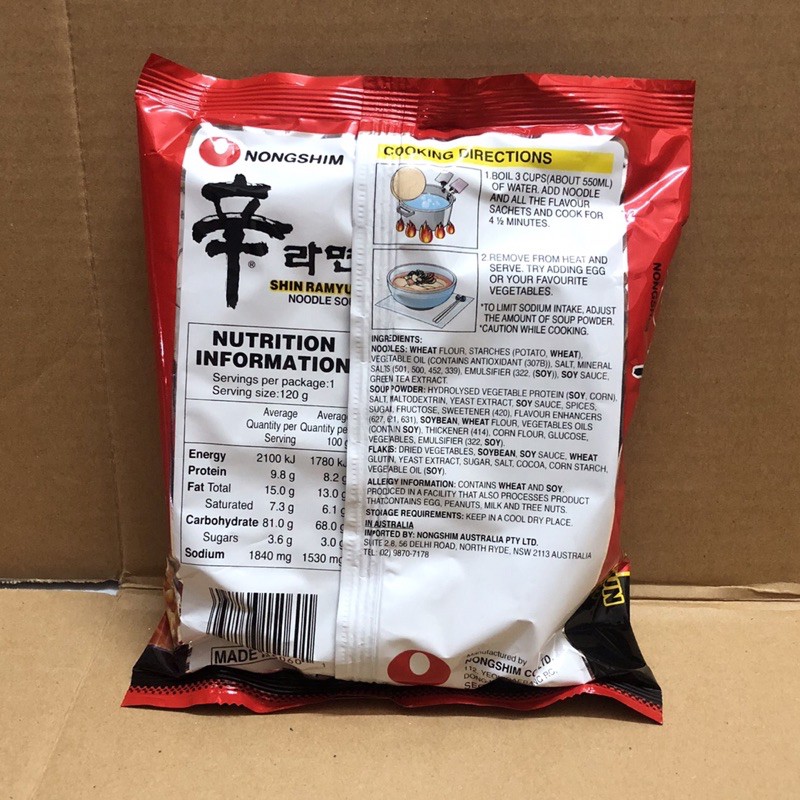 NONGSHIM
辛
라면
SHIN RAMYU
NOODLE SOU
NUTRITION
INFORMATION
Servings per package:1
Serving size:120 g
Average Average
Quantity per Quantity per
Serving 100 g
Energy 2100 kJ 1780 kJ
Protein 9.8 g 8.2 g
Fat Total 15.0 g 13.0 g
Saturated 7.3 g 6.1 g
Carbohydrate 81.0 g 68.0 g
Sugars 3.6 g 3.0 g
Sodium 1840 mg 1530 mg
MADE
COOKING DIRECTIONS
1.BOIL 3 CUPS(ABOUT 550ML)
OF WATER. ADD NOODLE
AND ALL THE FLAVOUR
SACHETS AND COOK FOR
4 ½ MINUTES.
2.REMOVE FROM HEAT AND
SERVE. TRY ADDING EGG
OR YOUR FAVOURITE
VEGETABLES.
*TO LIMIT SODIUM INTAKE, ADJUST
THE AMOUNT OF SOUP POWDER.
*CAUTION WHILE COOKING.
INGREDIENTS:
NOODLES: WHEAT FLOUR, STARCHES (POTATO, WHEAT),
VEGETABLE OIL (CONTAINS ANTIOXIDANT (307B)), SALT, MINERAL
SALTS (501, 500, 452, 339), EMULSIFIER (322, (SOY)), SOY SAUCE,
GREEN TEA EXTRACT.
SOUP POWDER: HYDROLYSED VEGETABLE PROTEIN (SOY, CORN),
SALT, MALTODEXTRIN, YEAST EXTRACT, SOY SAUCE, SPICES,
SUGAR, FRUCTOSE, SWEETENER (420), FLAVOUR ENHANCERS
(627, 621, 631), SOYBEAN, WHEAT FLOUR, VEGETABLES OILS
(CONTAIN SOY), THICKENER (414), CORN FLOUR, GLUCOSE,
VEGETABLES, EMULSIFIER (322, SOY).
FLAKES: DRIED VEGETABLES, SOYBEAN, SOY SAUCE, WHEAT
GLUTIN, YEAST EXTRACT, SUGAR, SALT, COCOA, CORN STARCH,
VEGETABLE OIL (SOY).
ALLERGY INFORMATION: CONTAINS WHEAT AND SOY.
PRODUCED IN A FACILITY THAT ALSO PROCESSES PRODUCT
THAT CONTAINS EGG, PEANUTS, MILK AND TREE NUTS.
STORAGE REQUIREMENTS: KEEP IN A COOL DRY PLACE.
IN AUSTRALIA
IMPORTED BY: NONGSHIM AUSTRALIA PTY LTD.
SUITE 2.8, 56 DELHI ROAD, NORTH RYDE, NSW 2113 AUSTRALIA
TEL: (02) 9870-7178
Manufactured by
NONGSHIM CO., LTD.
NONGSHI
UN